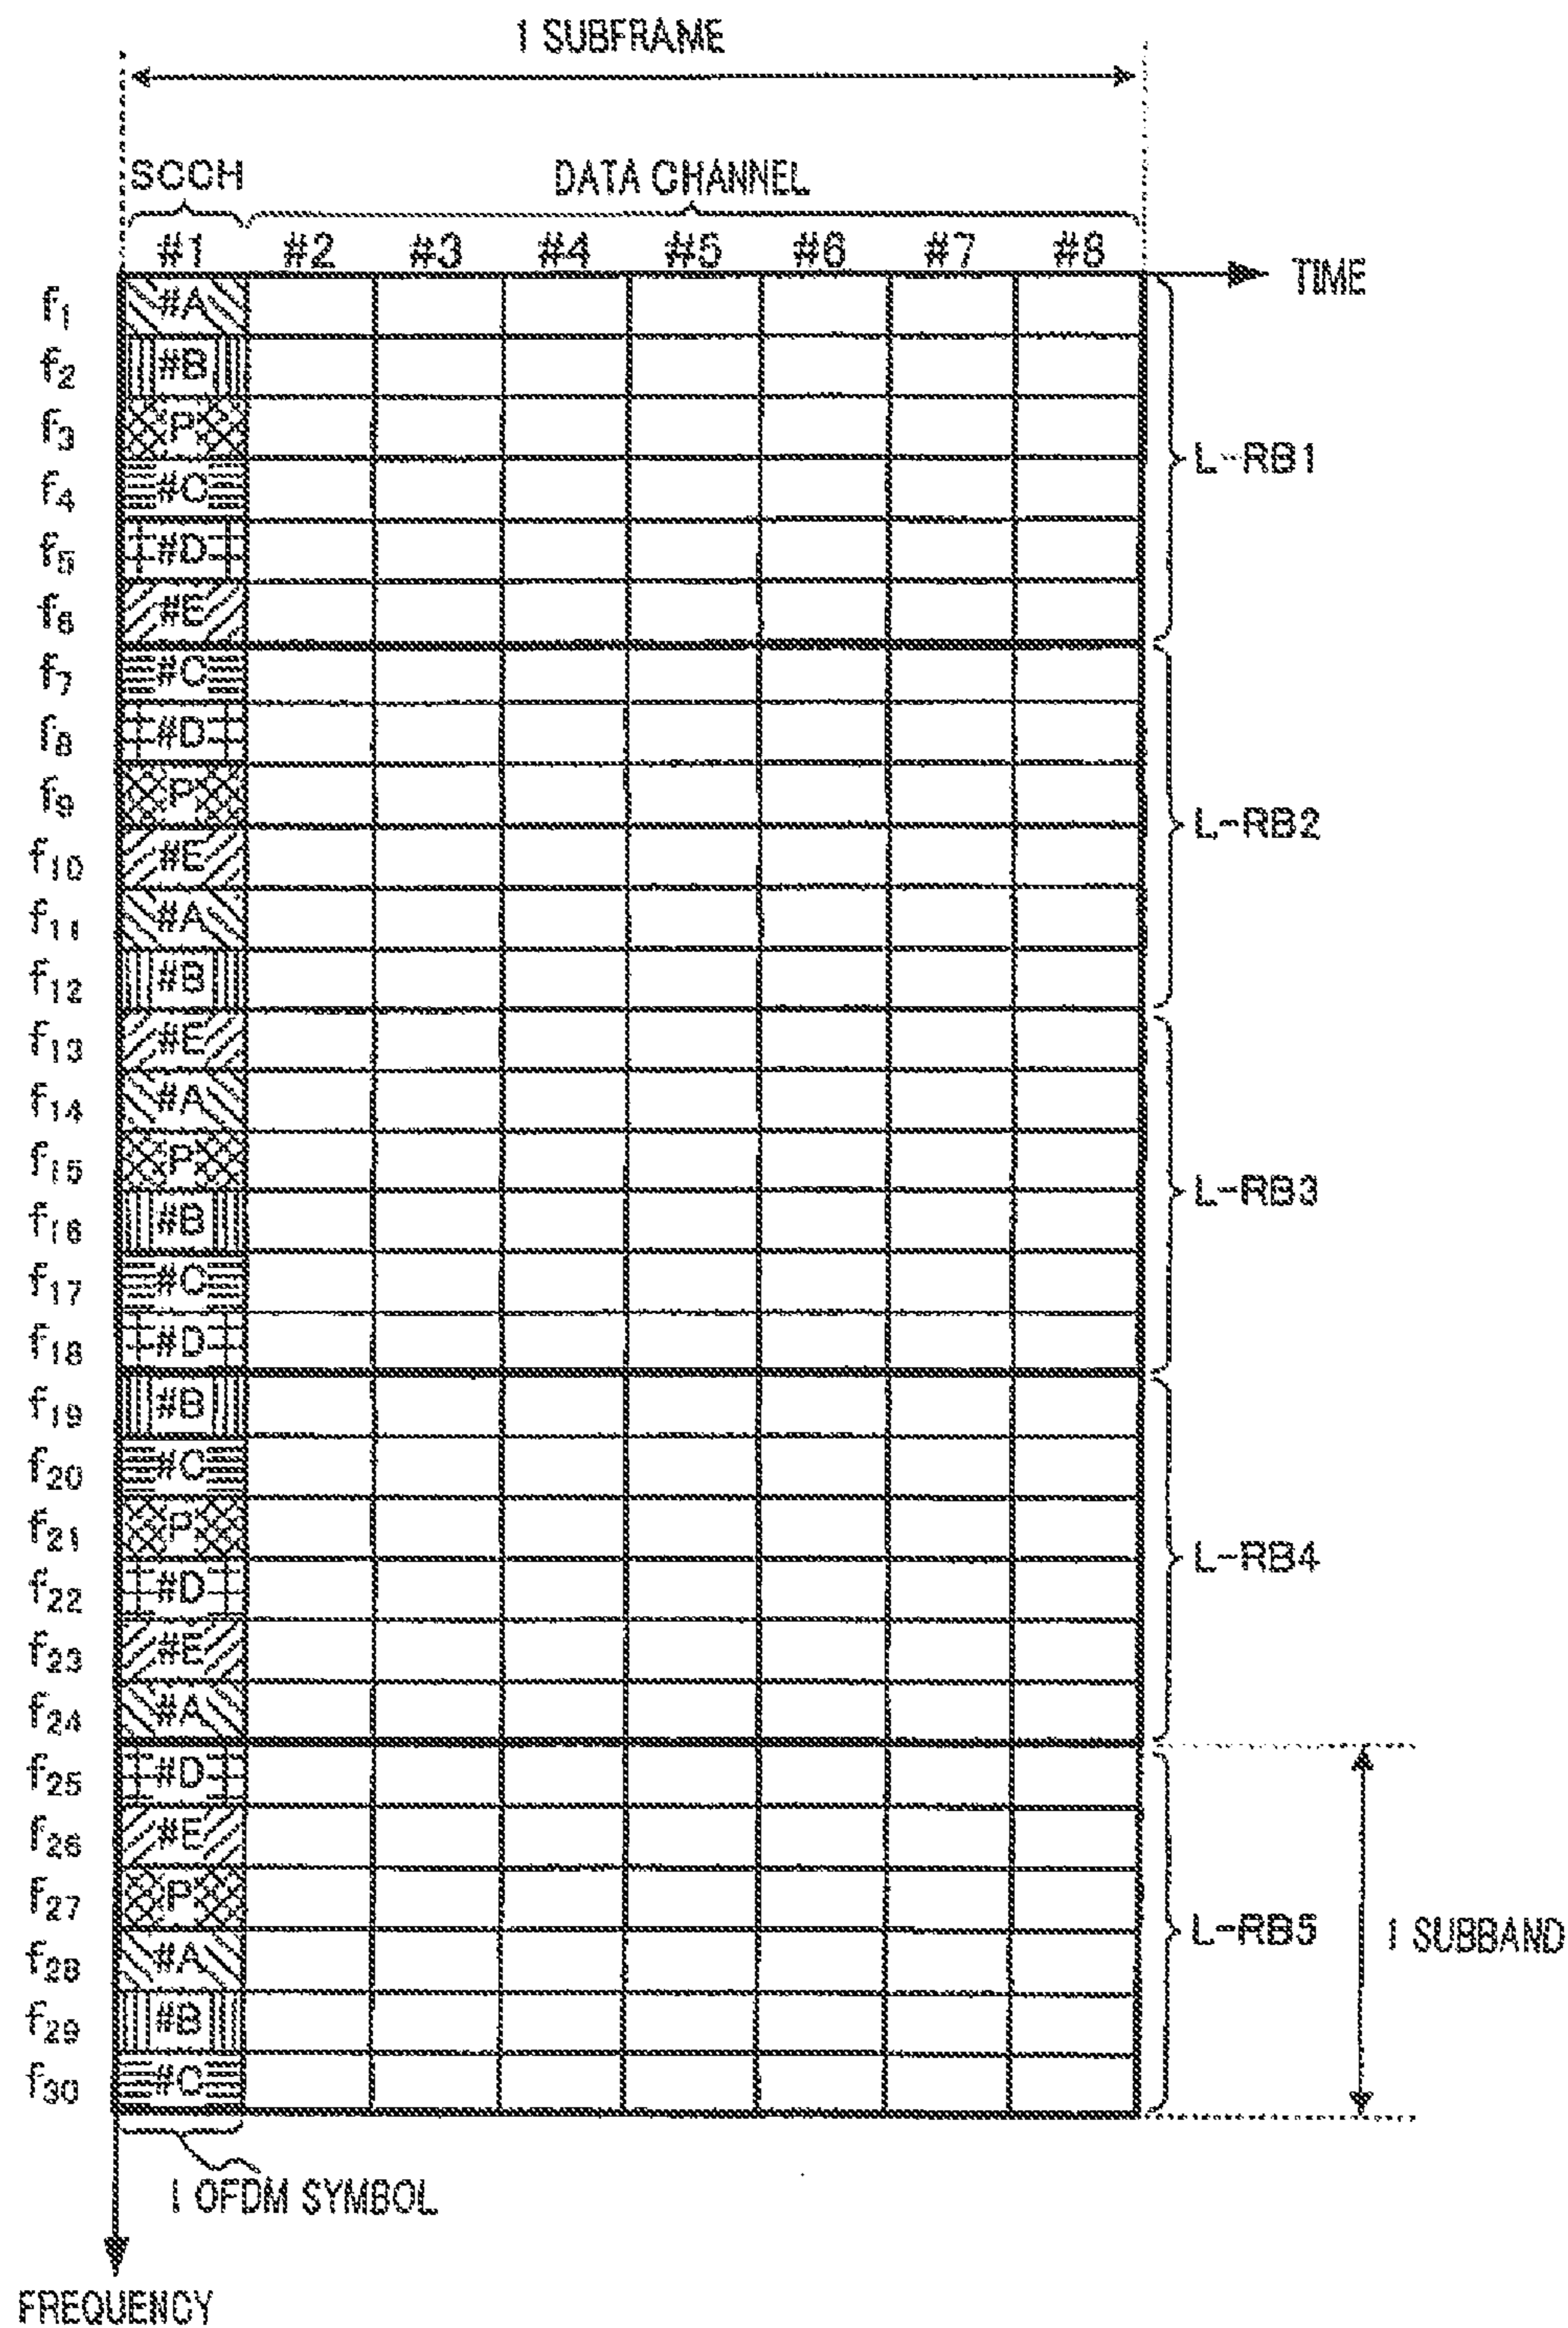 1 SUBFRAME
SCCH DATA CHANNEL
#1 #2 #3 #4 #5 #6 #7 #8
TIME
f1 #A
f2 #B
f3 P
f4 #C
L-RB1
f5 #D
f6 #E
f7 #C
f8 #D
f9 P
L-RB2
f10 #E
f11 #A
f12 #B
f13 #E
f14 #A
f15 P
L-RB3
f16 #B
f17 #C
f18 #D
f19 #B
f20 #C
f21 P
L-RB4
f22 #D
f23 #E
f24 #A
f25 #D
f26 #E
f27 P
L-RB5 1 SUBBAND
f28 #A
f29 #B
f30 #C
1 OFDM SYMBOL
FREQUENCY